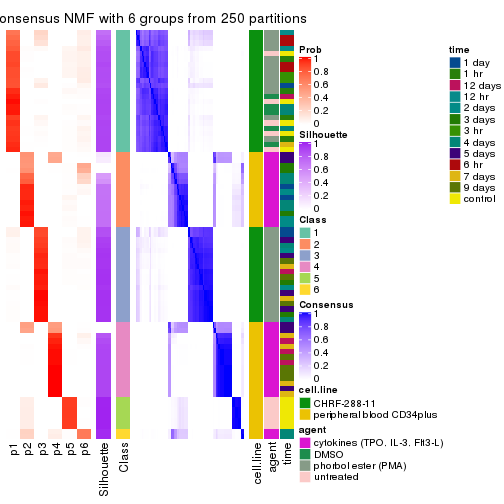 onsensus NMF with 6 groups from 250 partitions
Prob
1
0.8
0.6
0.4
0.2
0
Silhouette
1
0.8
0.6
0.4
0.2
0
Class
1
2
3
4
5
6
Consensus
1
0.8
0.6
0.4
0.2
0
cell.line
CHRF-288-11
peripheral blood CD34plus
agent
cytokines (TPO, IL-3, Flt3-L)
DMSO
phorbol ester (PMA)
untreated
time
1 day
1 hr
12 days
12 hr
2 days
3 days
3 hr
4 days
5 days
6 hr
7 days
9 days
control
p1
p2
p3
p4
p5
p6
Silhouette
Class
cell.line
agent
time